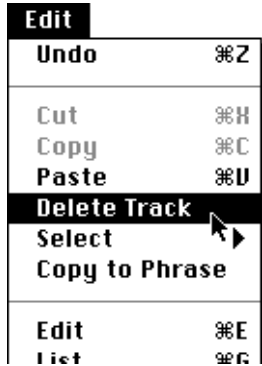 Edit
Undo ⌘Z
Cut ⌘X
Copy ⌘C
Paste ⌘V
Delete Track
Select
Copy to Phrase
Edit ⌘E
List ⌘G